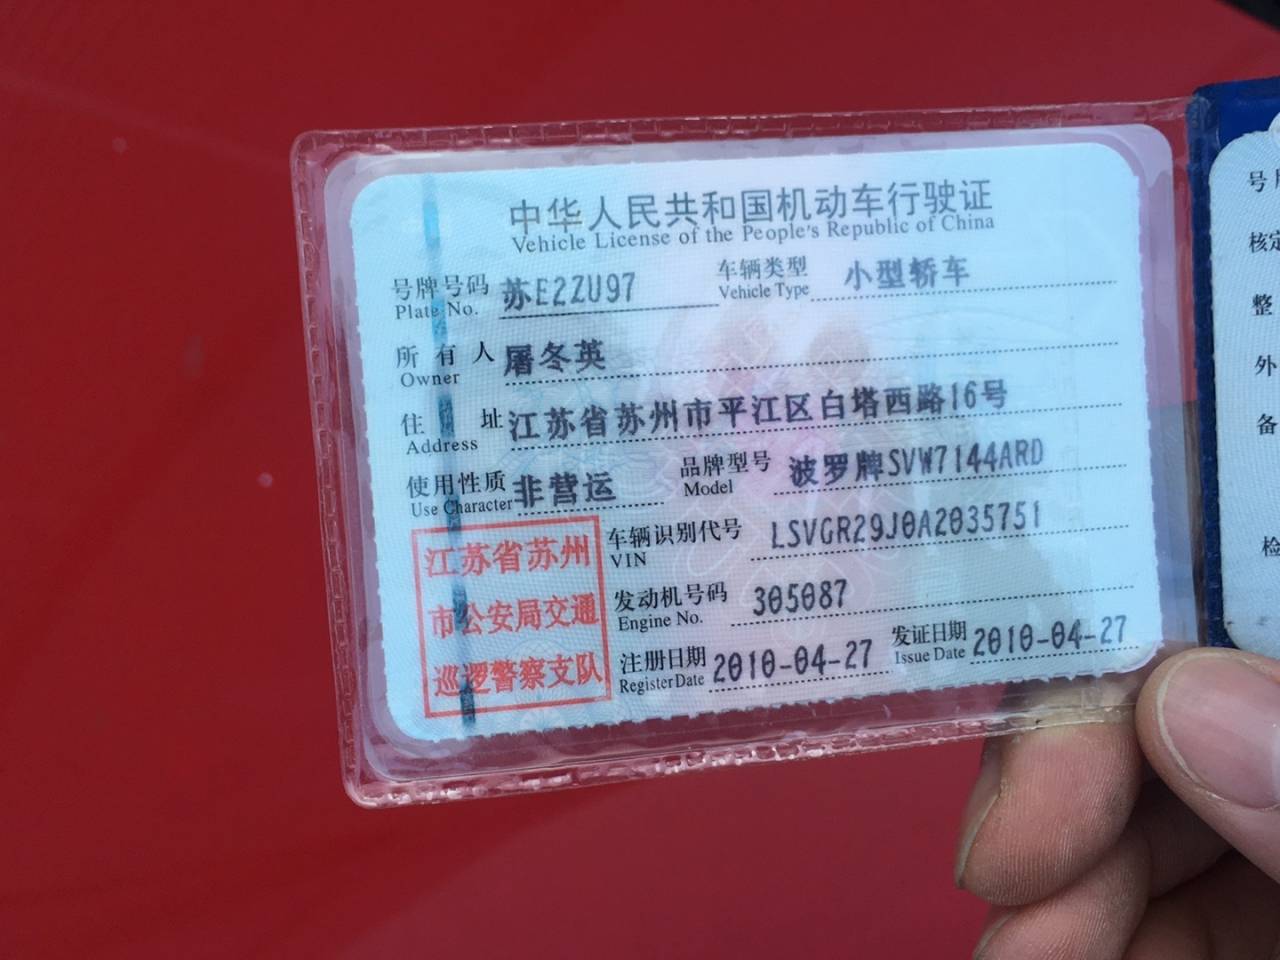 中华人民共和国机动车行驶证
Vehicle License of the People's Republic of China
号牌号码 苏E2ZU97 车辆类型 小型轿车
Plate No. Vehicle Type
所有人 屠冬英
Owner
住址 江苏省苏州市平江区白塔西路16号
Address
使用性质 非营运 品牌型号 波罗牌SVW7144ARD
Use Character Model
江苏省苏州
市公安局交通
巡逻警察支队
车辆识别代号 LSVGR29J0A2035751
VIN
发动机号码 305087
Engine No.
注册日期 2010-04-27 发证日期 2010-04-27
Register Date Issue Date
号
核定
整
外
备
检